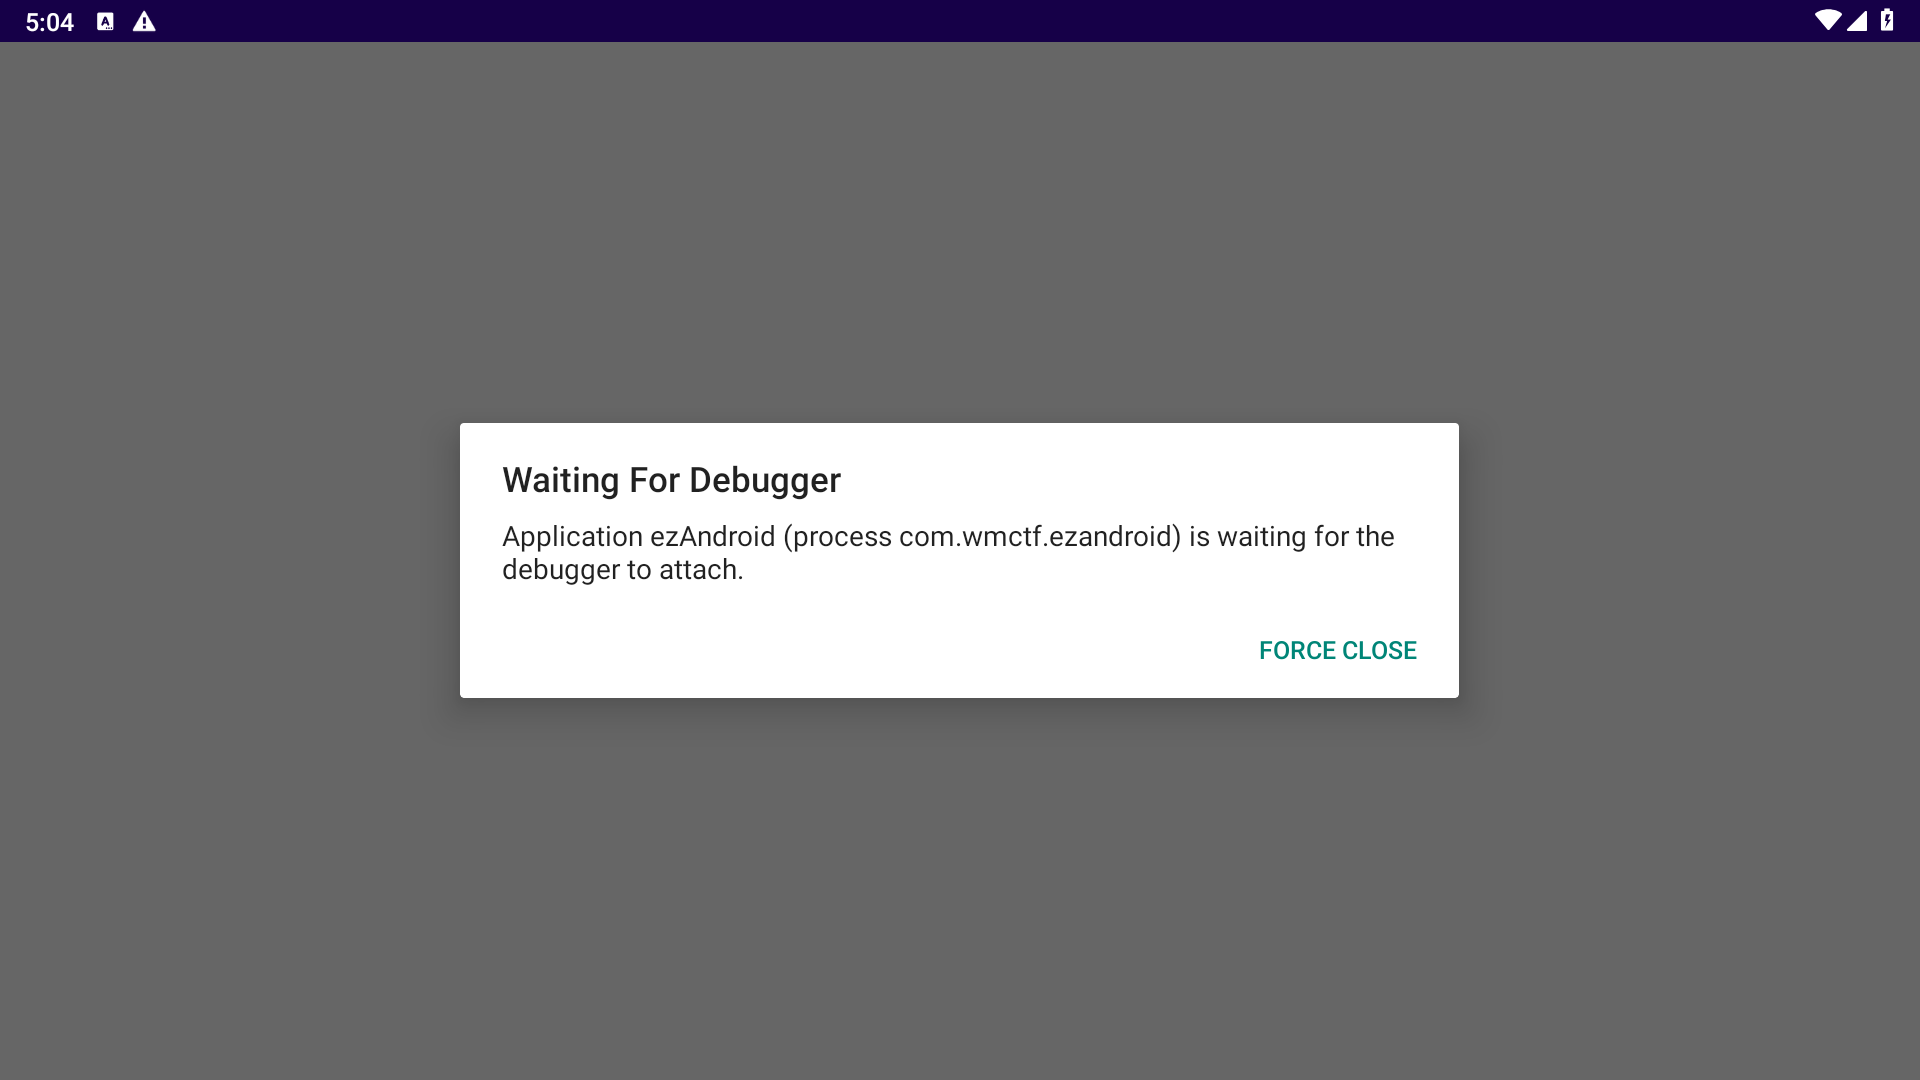 5:04
Waiting For Debugger
Application ezAndroid (process com.wmctf.ezandroid) is waiting for the
debugger to attach.
FORCE CLOSE